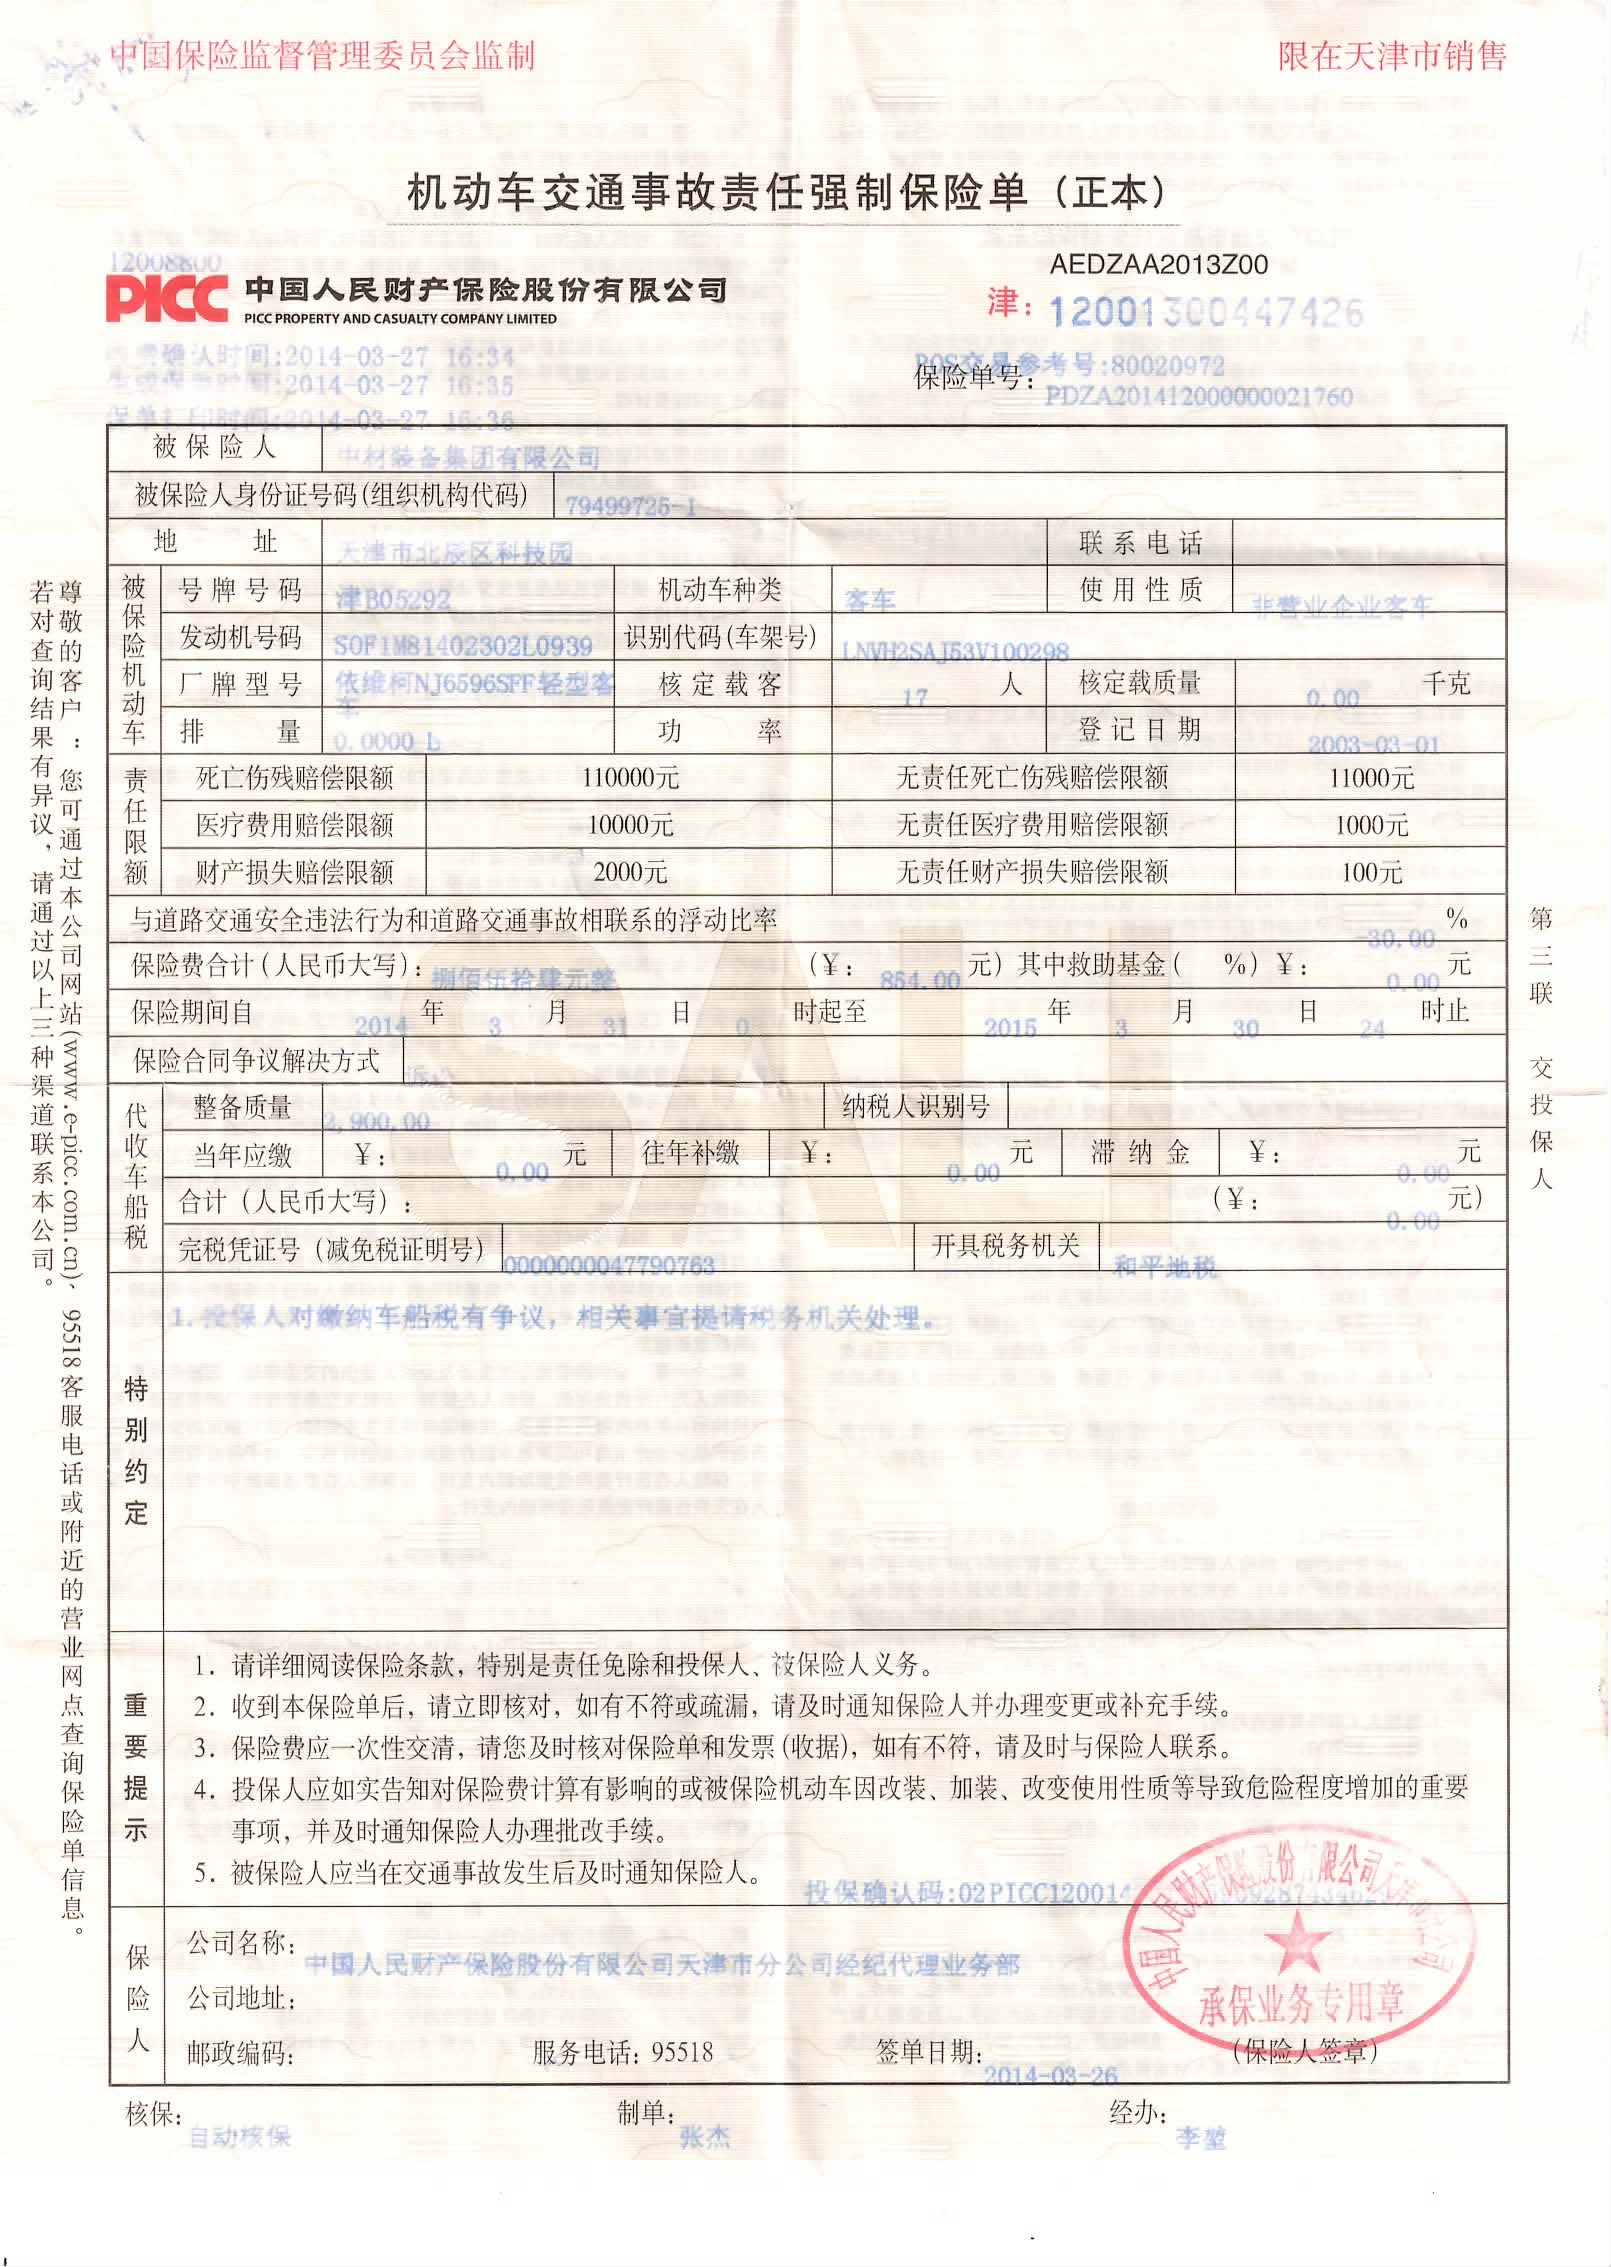 中国保险监督管理委员会监制
限在天津市销售
机动车交通事故责任强制保险单（正本）
12008800
PICC 中国人民财产保险股份有限公司
PICC PROPERTY AND CASUALTY COMPANY LIMITED
AEDZAA2013Z00
津：12001300447426
确认时间:2014-03-27 16:34
POS交易参考号:80020972
时间:2014-03-27 16:35
保险单号：PDZA201412000000021760
保单打印时间:2014-03-27 16:36
被保险人 中材装备集团有限公司
被保险人身份证号码(组织机构代码) 79499725-1
地址 天津市北辰区科技园 联系电话
被保险机动车
号牌号码 津B05292 机动车种类 客车 使用性质 非营业企业客车
发动机号码 SOF1M81402302L0939 识别代码(车架号) LNVH2SAJ53V100298
厂牌型号 依维柯NJ6596SFF轻型客车 核定载客 17 人 核定载质量 0.00 千克
排量 0.0000 L 功率 登记日期 2003-03-01
责任限额
死亡伤残赔偿限额 110000元 无责任死亡伤残赔偿限额 11000元
医疗费用赔偿限额 10000元 无责任医疗费用赔偿限额 1000元
财产损失赔偿限额 2000元 无责任财产损失赔偿限额 100元
与道路交通安全违法行为和道路交通事故相联系的浮动比率 -30.00 %
保险费合计(人民币大写)：捌佰伍拾肆元整 (¥：854.00 元) 其中救助基金( %) ¥：0.00 元
保险期间自 2014 年 3 月 31 日 0 时起至 2015 年 3 月 30 日 24 时止
保险合同争议解决方式 诉讼
代收车船税
整备质量 2,900.00 纳税人识别号
当年应缴 ¥：0.00 元 往年补缴 ¥：0.00 元 滞纳金 ¥：0.00 元
合计（人民币大写）： (¥：0.00 元)
完税凭证号（减免税证明号） 0000000047790763 开具税务机关 和平地税
特别约定
1.投保人对缴纳车船税有争议，相关事宜提请税务机关处理。
重要提示
1. 请详细阅读保险条款，特别是责任免除和投保人、被保险人义务。
2. 收到本保险单后，请立即核对，如有不符或疏漏，请及时通知保险人并办理变更或补充手续。
3. 保险费应一次性交清，请您及时核对保险单和发票(收据)，如有不符，请及时与保险人联系。
4. 投保人应如实告知对保险费计算有影响的或被保险机动车因改装、加装、改变使用性质等导致危险程度增加的重要
事项，并及时通知保险人办理批改手续。
5. 被保险人应当在交通事故发生后及时通知保险人。
投保确认码:02PICC120014
保险人
公司名称：中国人民财产保险股份有限公司天津市分公司经纪代理业务部
公司地址：
邮政编码： 服务电话：95518 签单日期：2014-03-26 (保险人签章)
中国人民财产保险股份有限公司天津市分公司
承保业务专用章
核保：自动核保 制单：张杰 经办：李堃
尊敬的客户：您可通过本公司网站(www.e-picc.com.cn)、95518客服电话或附近的营业网点查询保险单信息。
若对查询结果有异议，请通过以上三种渠道联系本公司。
第三联 交投保人
SALI